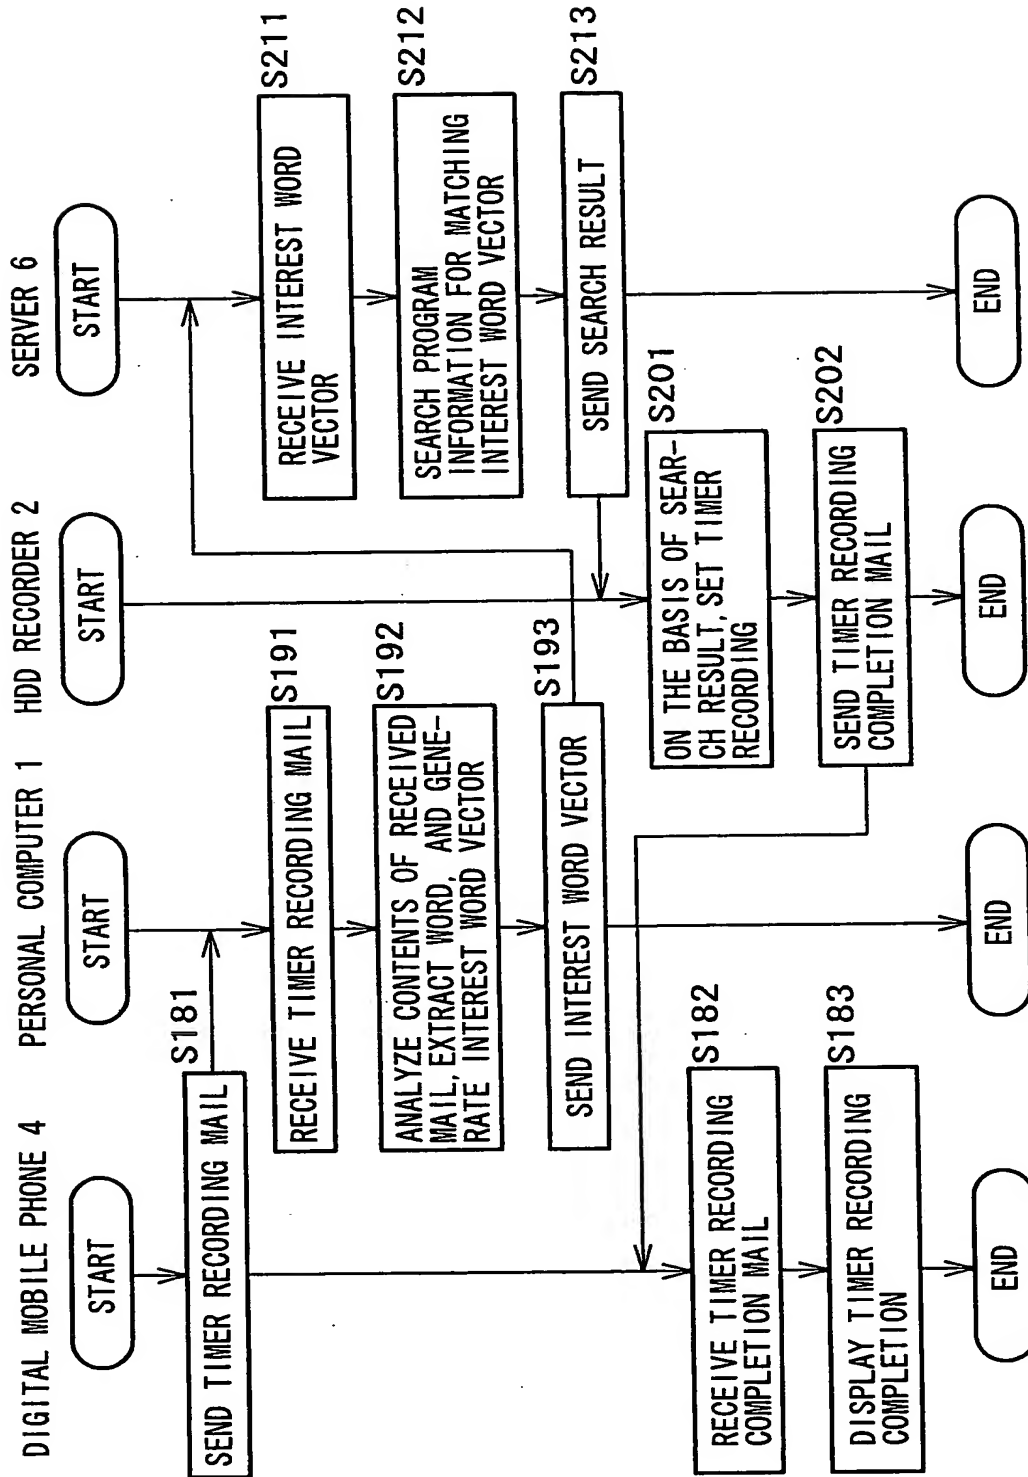 DIGITAL MOBILE PHONE 4
PERSONAL COMPUTER 1
HDD RECORDER 2
SERVER 6
START
START
START
START
S181
SEND TIMER RECORDING MAIL
S191
RECEIVE TIMER RECORDING MAIL
S192
ANALYZE CONTENTS OF RECEIVED
MAIL, EXTRACT WORD, AND GENE-
RATE INTEREST WORD VECTOR
S193
SEND INTEREST WORD VECTOR
S211
RECEIVE INTEREST WORD
VECTOR
S212
SEARCH PROGRAM
INFORMATION FOR MATCHING
INTEREST WORD VECTOR
S213
SEND SEARCH RESULT
S201
ON THE BASIS OF SEAR-
CH RESULT, SET TIMER
RECORDING
S202
SEND TIMER RECORDING
COMPLETION MAIL
S182
RECEIVE TIMER RECORDING
COMPLETION MAIL
S183
DISPLAY TIMER RECORDING
COMPLETION
END
END
END
END